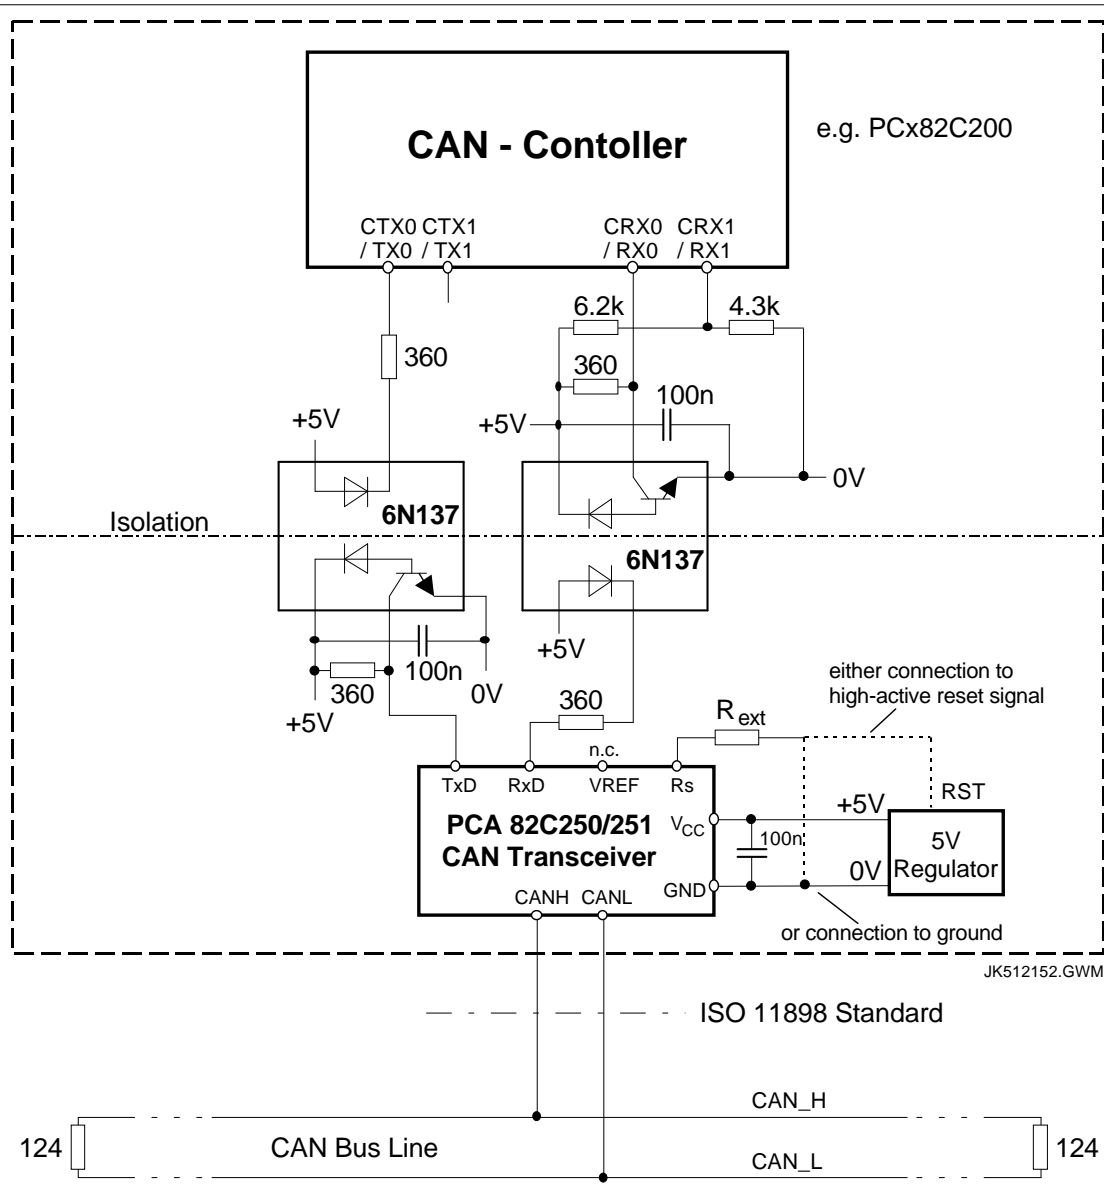 CAN - Contoller
e.g. PCx82C200
CTX0 CTX1
/ TX0 / TX1
CRX0 CRX1
/ RX0 / RX1
6.2k
4.3k
360
360
100n
+5V
+5V
0V
6N137
Isolation
6N137
+5V
100n
360
0V
+5V
360
either connection to
high-active reset signal
Rext
n.c.
TxD RxD VREF Rs
RST
+5V
PCA 82C250/251
CAN Transceiver
VCC
100n
5V
Regulator
0V
GND
CANH CANL
or connection to ground
JK512152.GWM
ISO 11898 Standard
CAN_H
124
CAN Bus Line
124
CAN_L